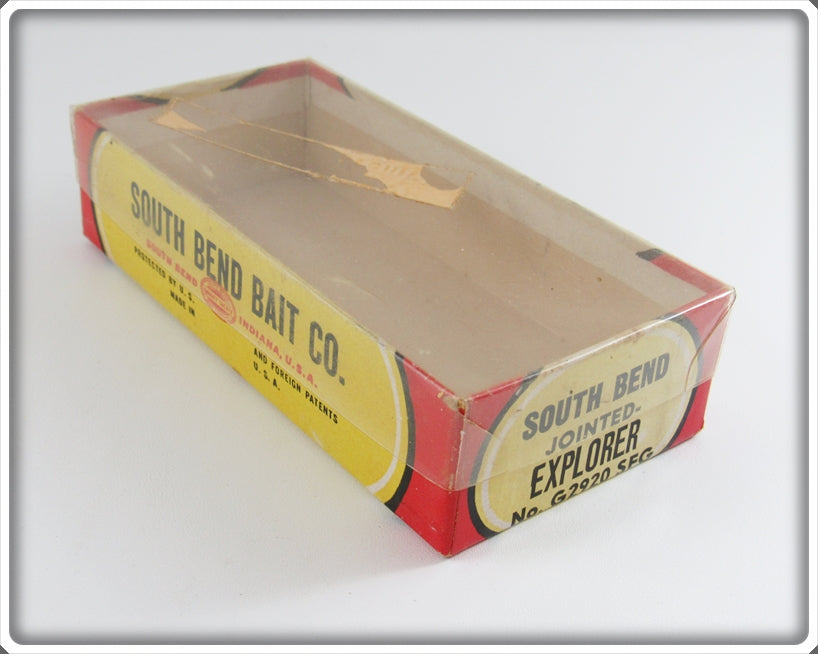 SOUTH BEND BAIT CO.
SOUTH BEND INDIANA, U.S.A.
PROTECTED BY U.S. AND FOREIGN PATENTS
MADE IN U.S.A.
SOUTH BEND
JOINTED-
EXPLORER
No. G2920 SFG